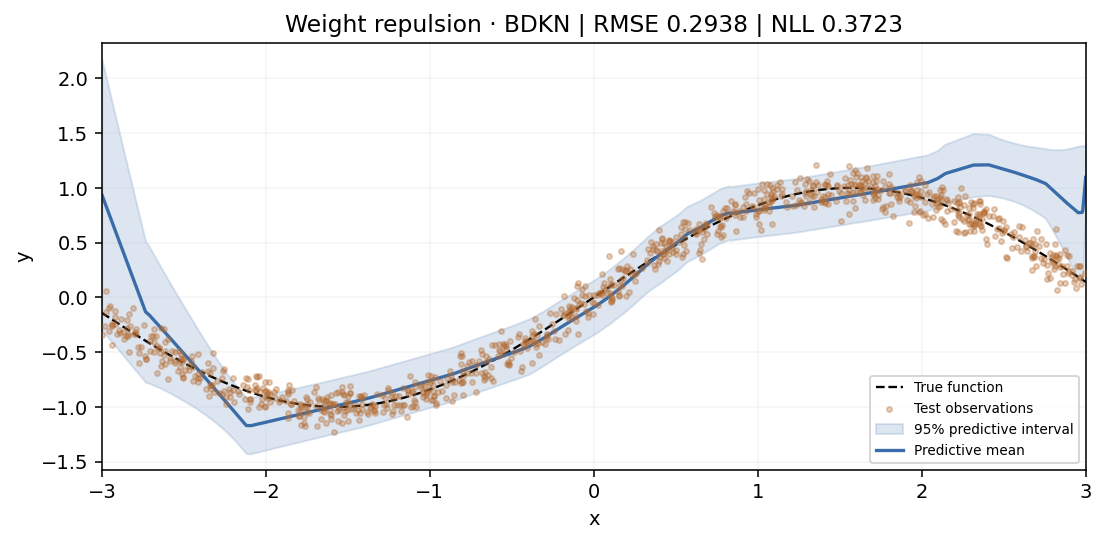 Weight repulsion · BDKN | RMSE 0.2938 | NLL 0.3723
2.0
1.5
1.0
0.5
0.0
−0.5
−1.0
−1.5
y
True function
Test observations
95% predictive interval
Predictive mean
−3 −2 −1 0 1 2 3
x